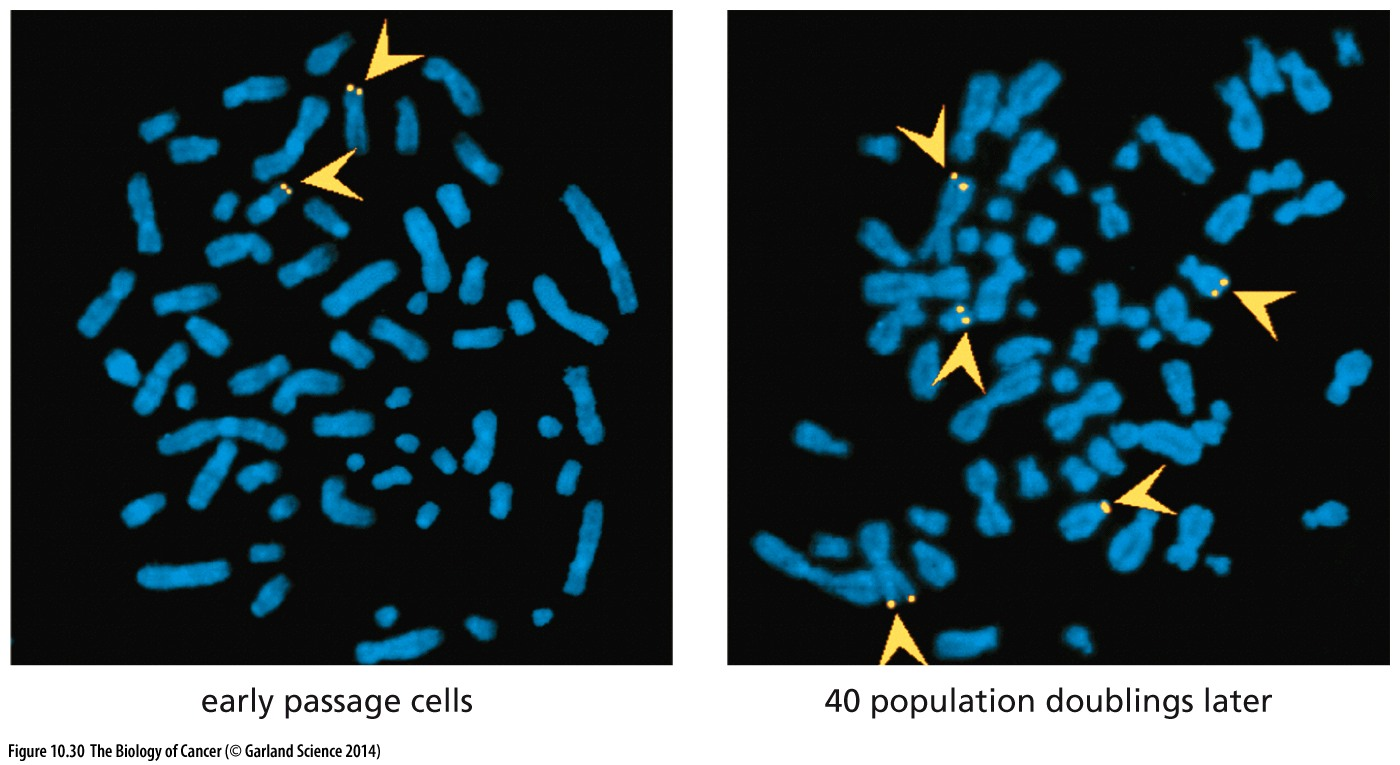 early passage cells
40 population doublings later
Figure 10.30 The Biology of Cancer (© Garland Science 2014)